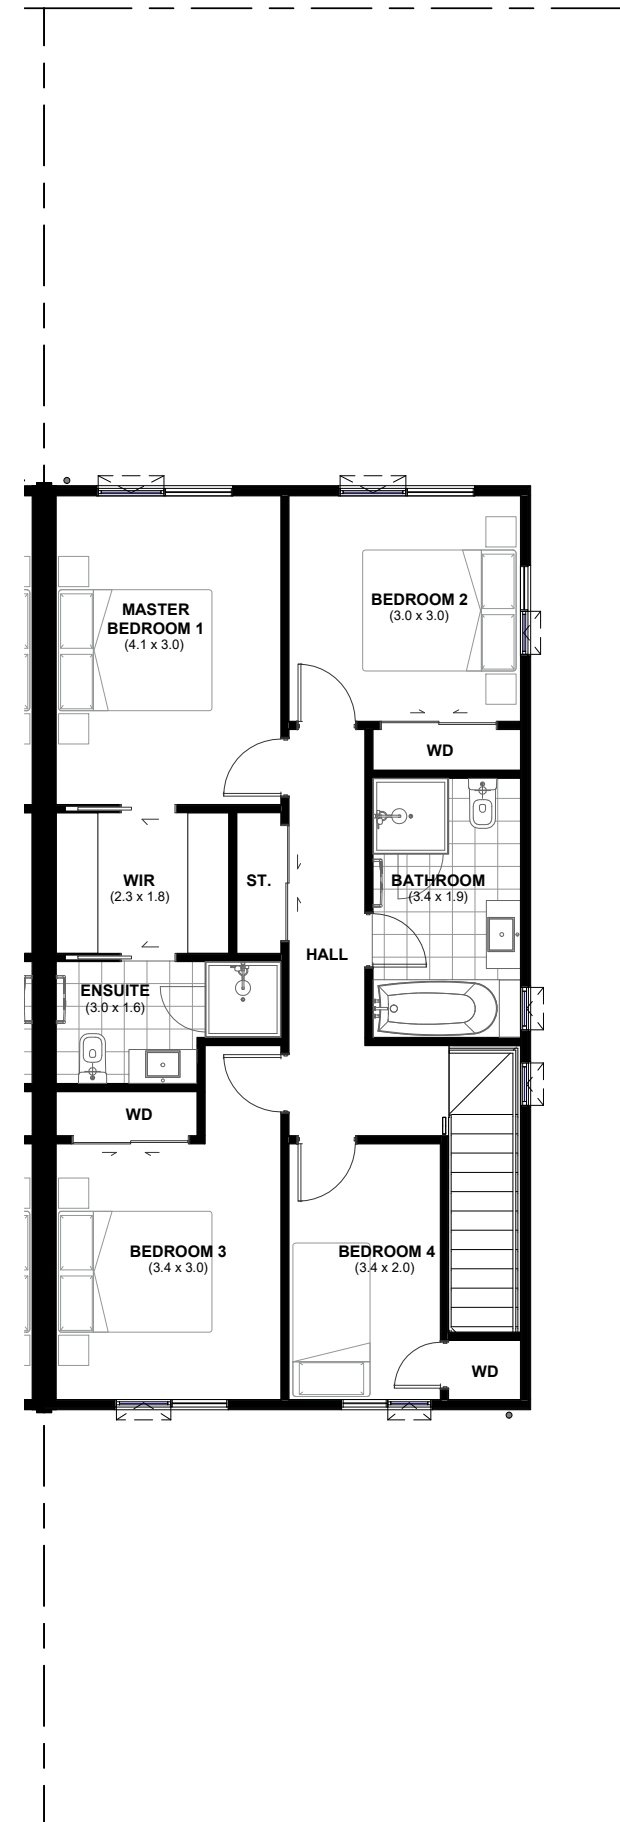 MASTER
BEDROOM 1
(4.1 x 3.0)
BEDROOM 2
(3.0 x 3.0)
WD
WIR
(2.3 x 1.8)
ST.
BATHROOM
(3.4 x 1.9)
HALL
ENSUITE
(3.0 x 1.6)
WD
BEDROOM 3
(3.4 x 3.0)
BEDROOM 4
(3.4 x 2.0)
WD